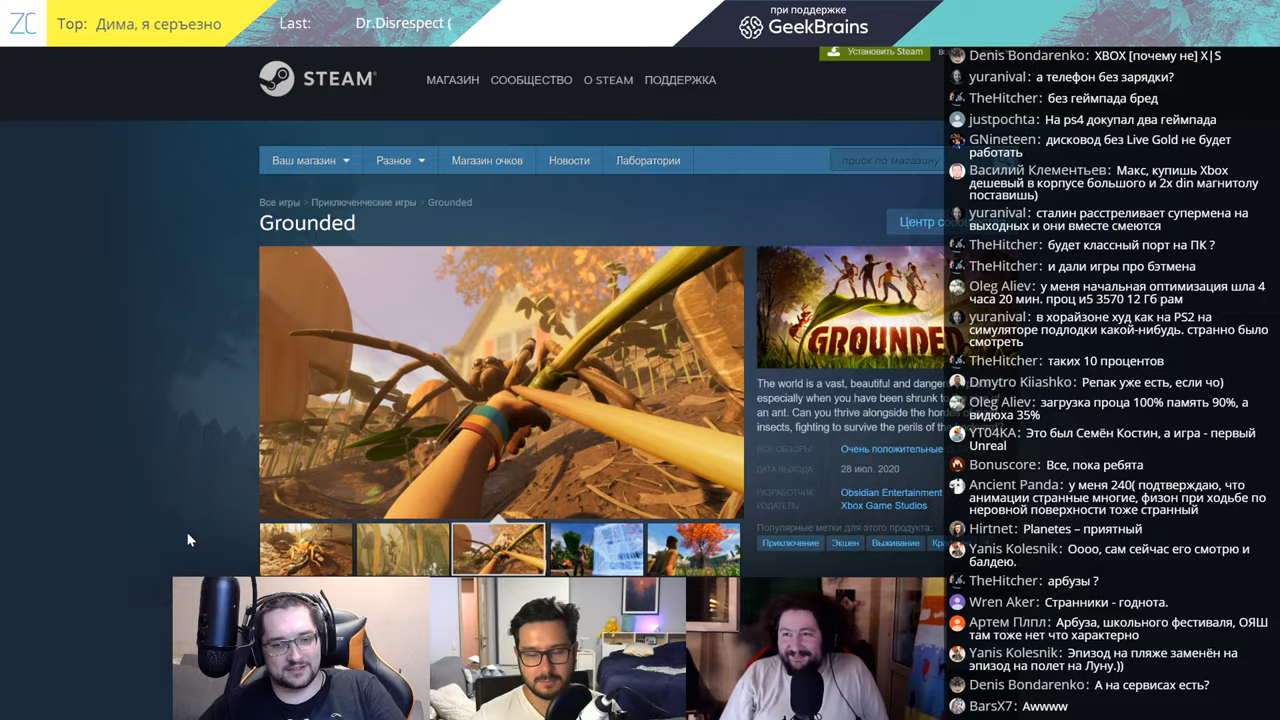 ZC
Top: Дима, я серъезно
Last:
Dr.Disrespect (
при поддержке
GeekBrains
STEAM
МАГАЗИН СООБЩЕСТВО О STEAM ПОДДЕРЖКА
Установить Steam
Ваш магазин Разное Магазин очков Новости Лаборатории
поиск по магазину
Все игры > Приключенческие игры > Grounded
Grounded
Центр
GROUNDED
The world is a vast, beautiful and
especially when you have been shrunk
an ant. Can you thrive alongside the
insects, fighting to survive the perils of
ВСЕ ОБЗОРЫ: Очень положительные
ДАТА ВЫХОДА: 28 июл. 2020
РАЗРАБОТЧИК: Obsidian Entertainment
ИЗДАТЕЛЬ: Xbox Game Studios
Популярные метки для этого продукта:
Приключение Экшен Выживание
Denis Bondarenko: XBOX [почему не] X|S
yuranival: а телефон без зарядки?
TheHitcher: без геймпада бред
justpochta: На ps4 докупал два геймпада
GNineteen: дисковод без Live Gold не будет
работать
Василий Клементьев: Макс, купишь Xbox
дешевый в корпусе большого и 2х din магнитолу
поставишь)
yuranival: сталин расстреливает супермена на
выходных и они вместе смеются
TheHitcher: будет классный порт на ПК ?
TheHitcher: и дали игры про бэтмена
Oleg Aliev: у меня начальная оптимизация шла 4
часа 20 мин. проц и5 3570 12 Гб рам
yuranival: в хорайзоне худ как на PS2 на
симуляторе подлодки какой-нибудь. странно было
смотреть
TheHitcher: таких 10 процентов
Dmytro Kiiashko: Репак уже есть, если чо)
Oleg Aliev: загрузка проца 100% память 90%, а
видюха 35%
YT04KA: Это был Семён Костин, а игра - первый
Unreal
Bonuscore: Все, пока ребята
Ancient Panda: у меня 240( подтверждаю, что
анимации странные многие, физон при ходьбе по
неровной поверхности тоже странный
Hirtnet: Planetes – приятный
Yanis Kolesnik: Оооо, сам сейчас его смотрю и
балдею.
TheHitcher: арбузы ?
Wren Aker: Странники - годнота.
Артем Пппл: Арбуза, школьного фестиваля, ОЯШ
там тоже нет что характерно
Yanis Kolesnik: Эпизод на пляже заменён на
эпизод на полет на Луну.))
Denis Bondarenko: А на сервисах есть?
BarsX7: Awwww